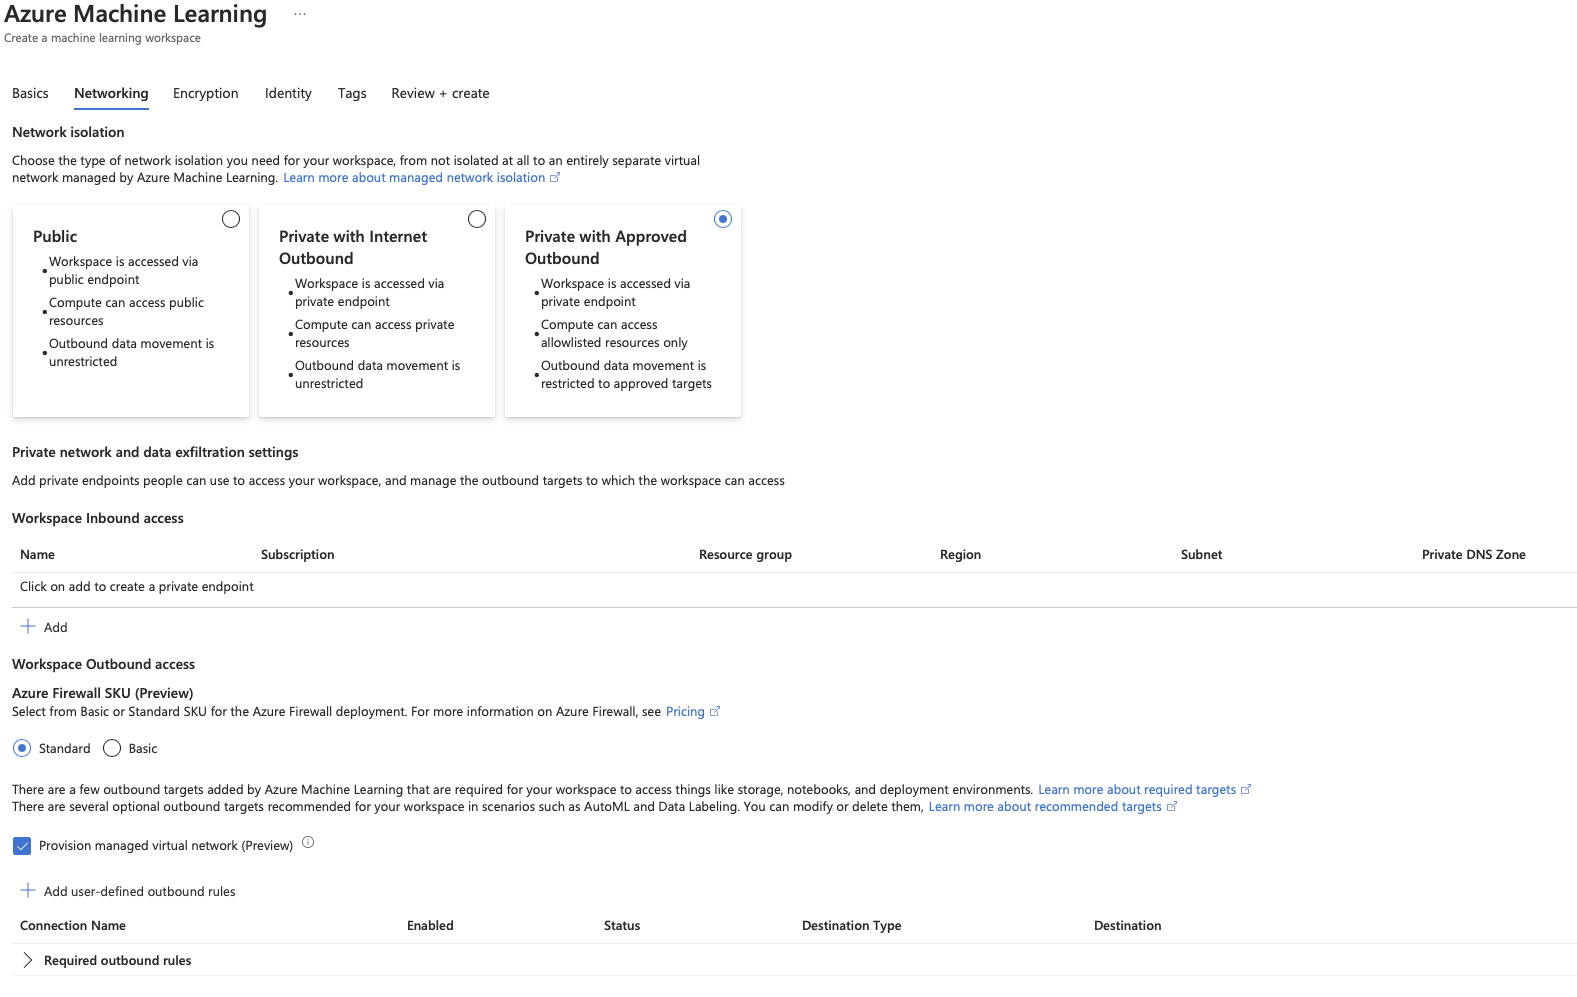 Azure Machine Learning ...
Create a machine learning workspace
Basics Networking Encryption Identity Tags Review + create
Network isolation
Choose the type of network isolation you need for your workspace, from not isolated at all to an entirely separate virtual
network managed by Azure Machine Learning. Learn more about managed network isolation
Public
• Workspace is accessed via
public endpoint
• Compute can access public
resources
• Outbound data movement is
unrestricted
Private with Internet
Outbound
• Workspace is accessed via
private endpoint
• Compute can access private
resources
• Outbound data movement is
unrestricted
Private with Approved
Outbound
• Workspace is accessed via
private endpoint
• Compute can access
allowlisted resources only
• Outbound data movement is
restricted to approved targets
Private network and data exfiltration settings
Add private endpoints people can use to access your workspace, and manage the outbound targets to which the workspace can access
Workspace Inbound access
Name Subscription Resource group Region Subnet Private DNS Zone
Click on add to create a private endpoint
+ Add
Workspace Outbound access
Azure Firewall SKU (Preview)
Select from Basic or Standard SKU for the Azure Firewall deployment. For more information on Azure Firewall, see Pricing
Standard Basic
There are a few outbound targets added by Azure Machine Learning that are required for your workspace to access things like storage, notebooks, and deployment environments. Learn more about required targets
There are several optional outbound targets recommended for your workspace in scenarios such as AutoML and Data Labeling. You can modify or delete them, Learn more about recommended targets
Provision managed virtual network (Preview)
+ Add user-defined outbound rules
Connection Name Enabled Status Destination Type Destination
Required outbound rules